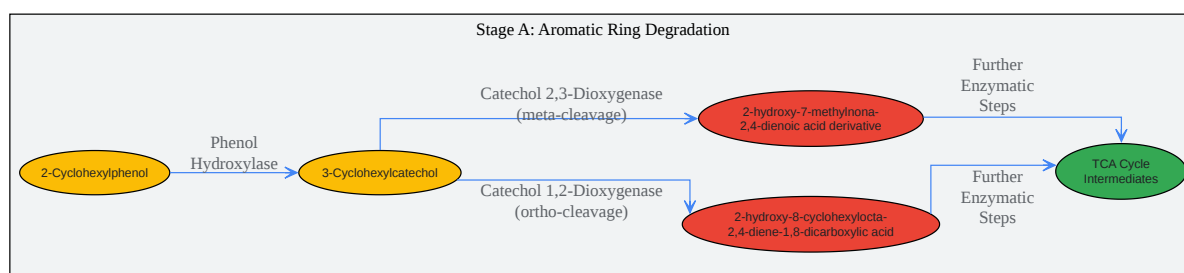 Stage A: Aromatic Ring Degradation
2-Cyclohexylphenol
Phenol
Hydroxylase
3-Cyclohexylcatechol
Catechol 2,3-Dioxygenase
(meta-cleavage)
2-hydroxy-7-methylnona-
2,4-dienoic acid derivative
Further
Enzymatic
Steps
Catechol 1,2-Dioxygenase
(ortho-cleavage)
2-hydroxy-8-cyclohexylocta-
2,4-diene-1,8-dicarboxylic acid
Further
Enzymatic
Steps
TCA Cycle
Intermediates